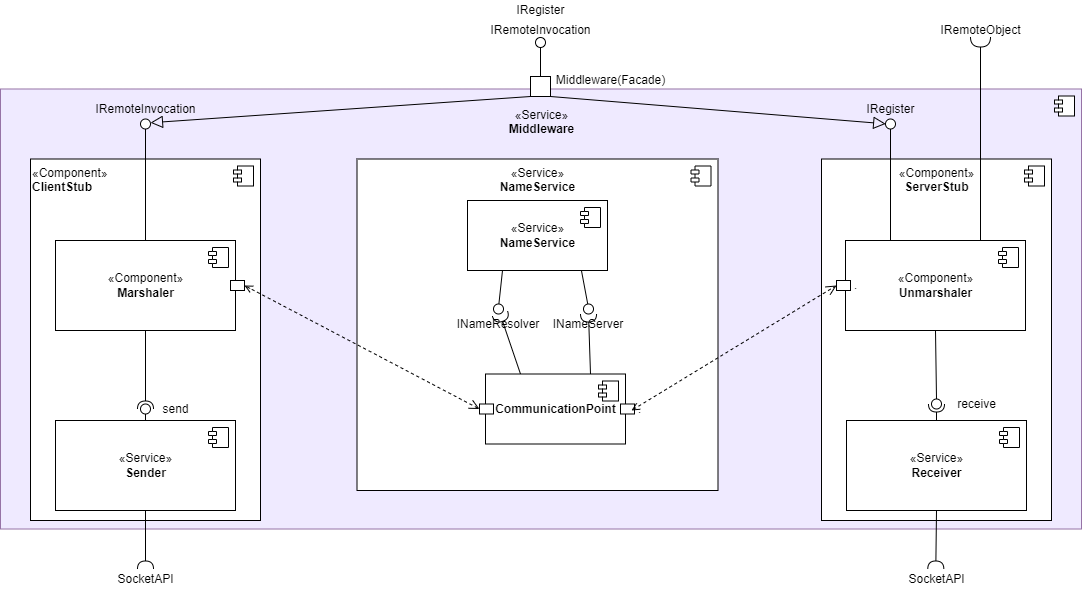 IRegister
IRemoteInvocation
IRemoteObject
Middleware(Facade)
IRemoteInvocation
IRegister
«Service»
Middleware
«Component»
ClientStub
«Service»
NameService
«Component»
ServerStub
«Service»
NameService
«Component»
Marshaler
«Component»
Unmarshaler
INameResolver
INameServer
send
CommunicationPoint
receive
«Service»
Sender
«Service»
Receiver
SocketAPI
SocketAPI